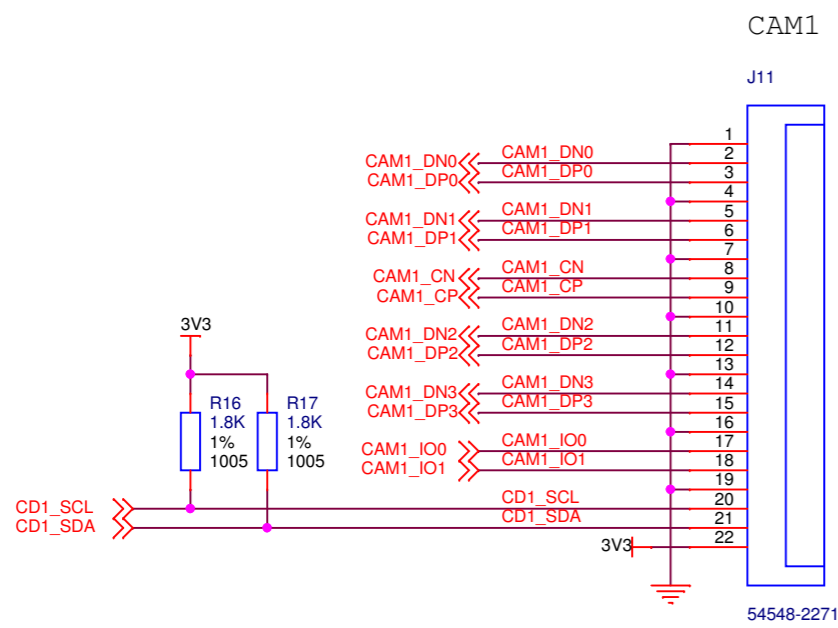 CAM1
J11
1
CAM1_DN0 CAM1_DN0 2
CAM1_DP0 CAM1_DP0 3
4
CAM1_DN1 CAM1_DN1 5
CAM1_DP1 CAM1_DP1 6
7
CAM1_CN CAM1_CN 8
CAM1_CP CAM1_CP 9
10
CAM1_DN2 CAM1_DN2 11
CAM1_DP2 CAM1_DP2 12
13
CAM1_DN3 CAM1_DN3 14
CAM1_DP3 CAM1_DP3 15
16
CAM1_IO0 CAM1_IO0 17
CAM1_IO1 CAM1_IO1 18
19
3V3
R16
1.8K
1%
1005
R17
1.8K
1%
1005
CD1_SCL CD1_SCL 20
CD1_SDA CD1_SDA 21
3V3 22
54548-2271